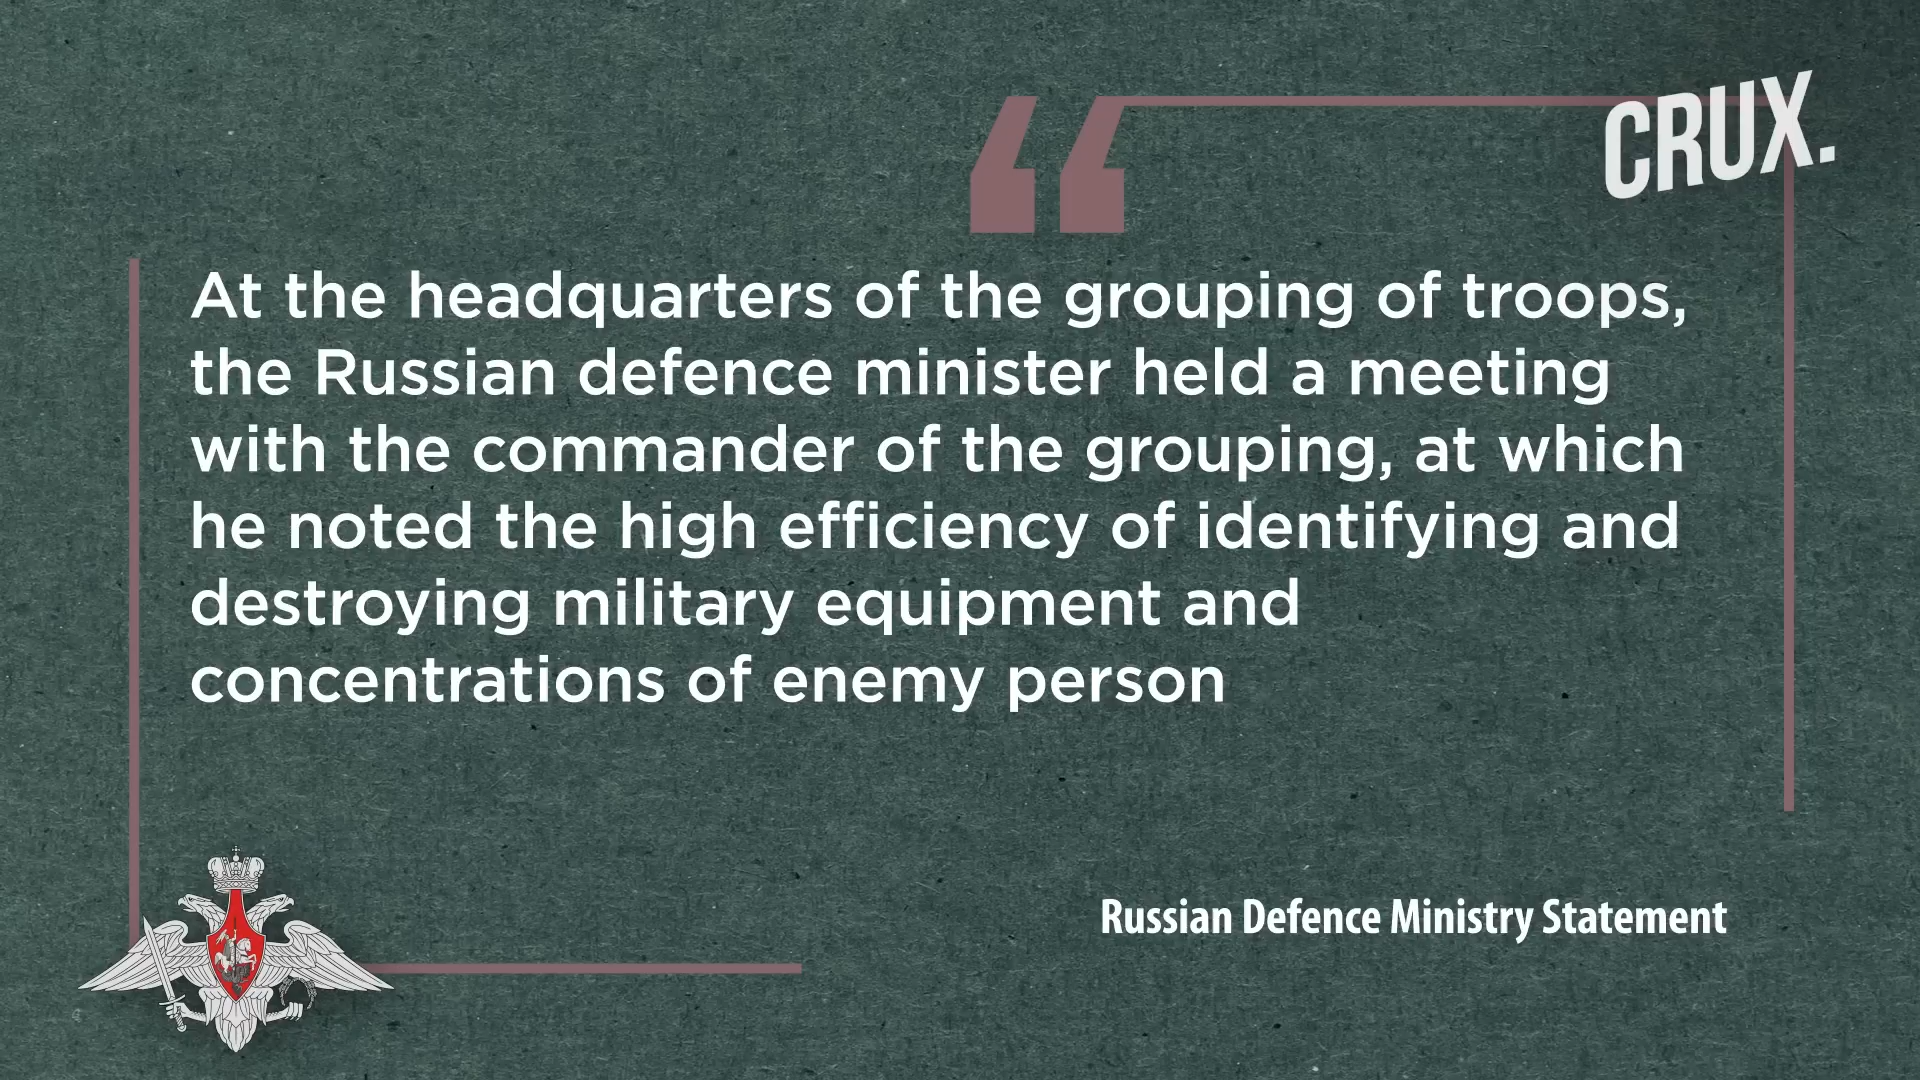 CRUX.
“
At the headquarters of the grouping of troops,
the Russian defence minister held a meeting
with the commander of the grouping, at which
he noted the high efficiency of identifying and
destroying military equipment and
concentrations of enemy person
Russian Defence Ministry Statement